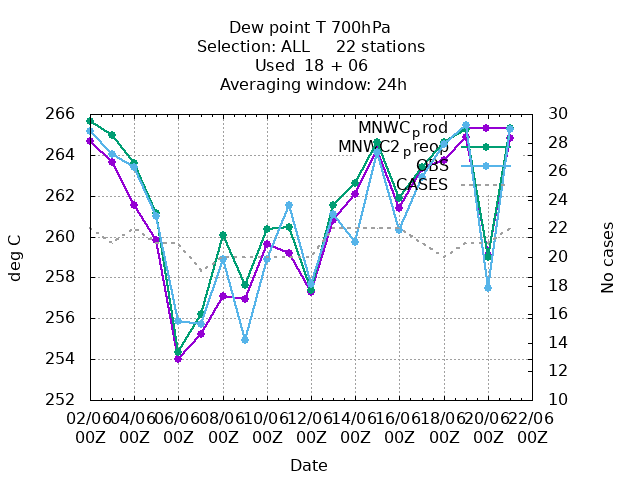 Dew point T 700hPa
Selection: ALL     22 stations
Used  18 + 06
Averaging window: 24h
266
264
262
260
258
256
254
252
30
28
26
24
22
20
18
16
14
12
10
deg C
No cases
MNWCprod
MNWC2preop
OBS
CASES
02/06 04/06 06/06 08/06 10/06 12/06 14/06 16/06 18/06 20/06 22/06
00Z 00Z 00Z 00Z 00Z 00Z 00Z 00Z 00Z 00Z 00Z
Date